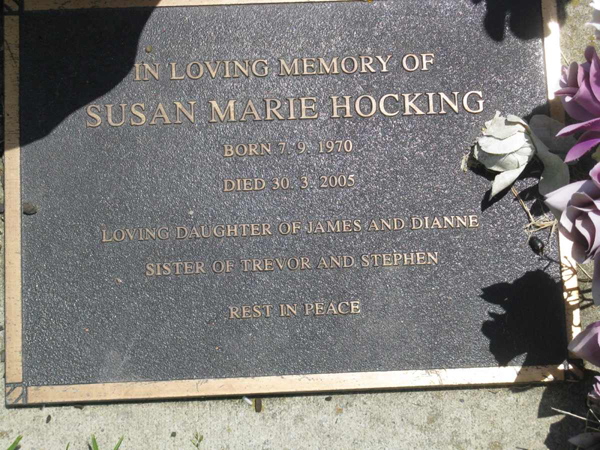 IN LOVING MEMORY OF
SUSAN MARIE HOCKING
BORN 7. 9. 1970
DIED 30. 3. 2005
LOVING DAUGHTER OF JAMES AND DIANNE
SISTER OF TREVOR AND STEPHEN
REST IN PEACE